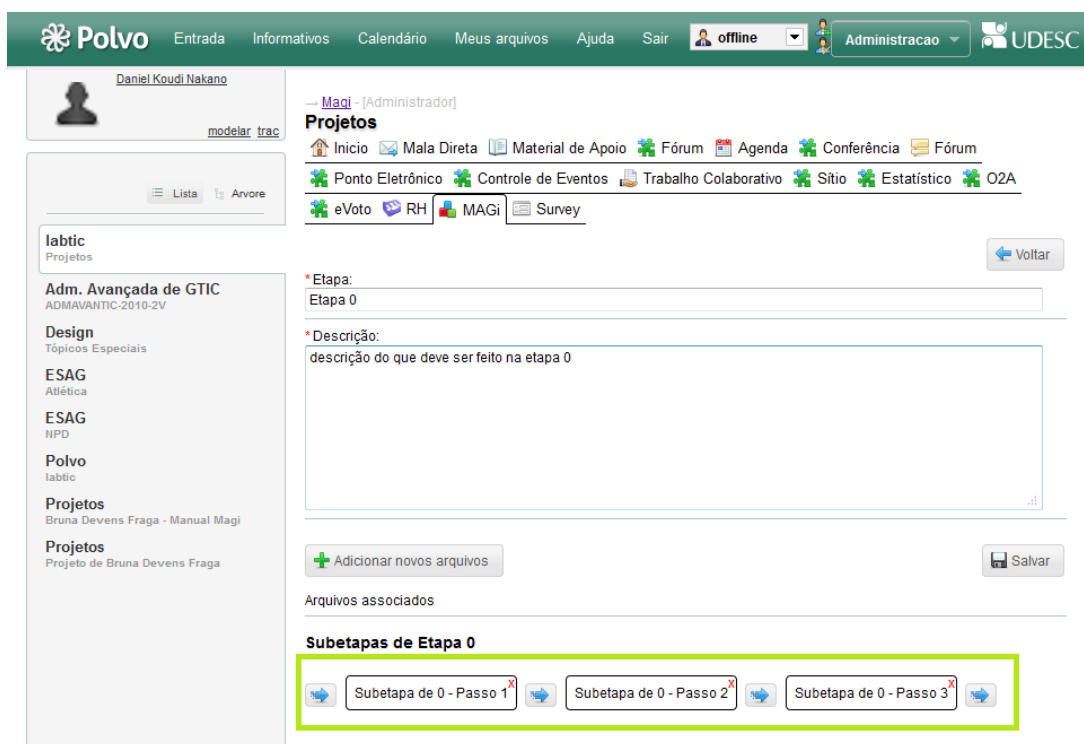 Polvo Entrada Informativos Calendário Meus arquivos Ajuda Sair offline Administracao UDESC
Daniel Koudi Nakano
modelar trac
Lista Arvore
labtic
Projetos
Adm. Avançada de GTIC
ADMAVANTIC-2010-2V
Design
Tópicos Especiais
ESAG
Atlética
ESAG
NPD
Polvo
labtic
Projetos
Bruna Devens Fraga - Manual Magi
Projetos
Projeto de Bruna Devens Fraga
→ Magi - [Administrador]
Projetos
Inicio Mala Direta Material de Apoio Fórum Agenda Conferência Fórum
Ponto Eletrônico Controle de Eventos Trabalho Colaborativo Sítio Estatístico O2A
eVoto RH MAGi Survey
Voltar
* Etapa:
Etapa 0
* Descrição:
descrição do que deve ser feito na etapa 0
Adicionar novos arquivos Salvar
Arquivos associados
Subetapas de Etapa 0
Subetapa de 0 - Passo 1 X Subetapa de 0 - Passo 2 X Subetapa de 0 - Passo 3 X